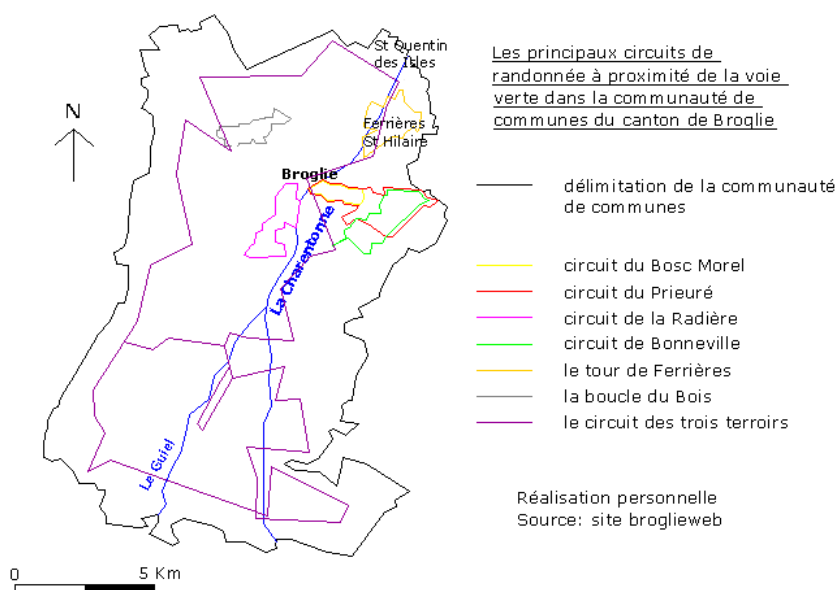 St Quentin
des Isles
Les principaux circuits de
randonnée à proximité de la voie
verte dans la communauté de
communes du canton de Broglie
N
Ferrières
St Hilaire
Broglie
La Charentonne
Le Guiel
délimitation de la communauté
de communes
circuit du Bosc Morel
circuit du Prieuré
circuit de la Radière
circuit de Bonneville
le tour de Ferrières
la boucle du Bois
le circuit des trois terroirs
Réalisation personnelle
Source: site broglieweb
0 5 Km